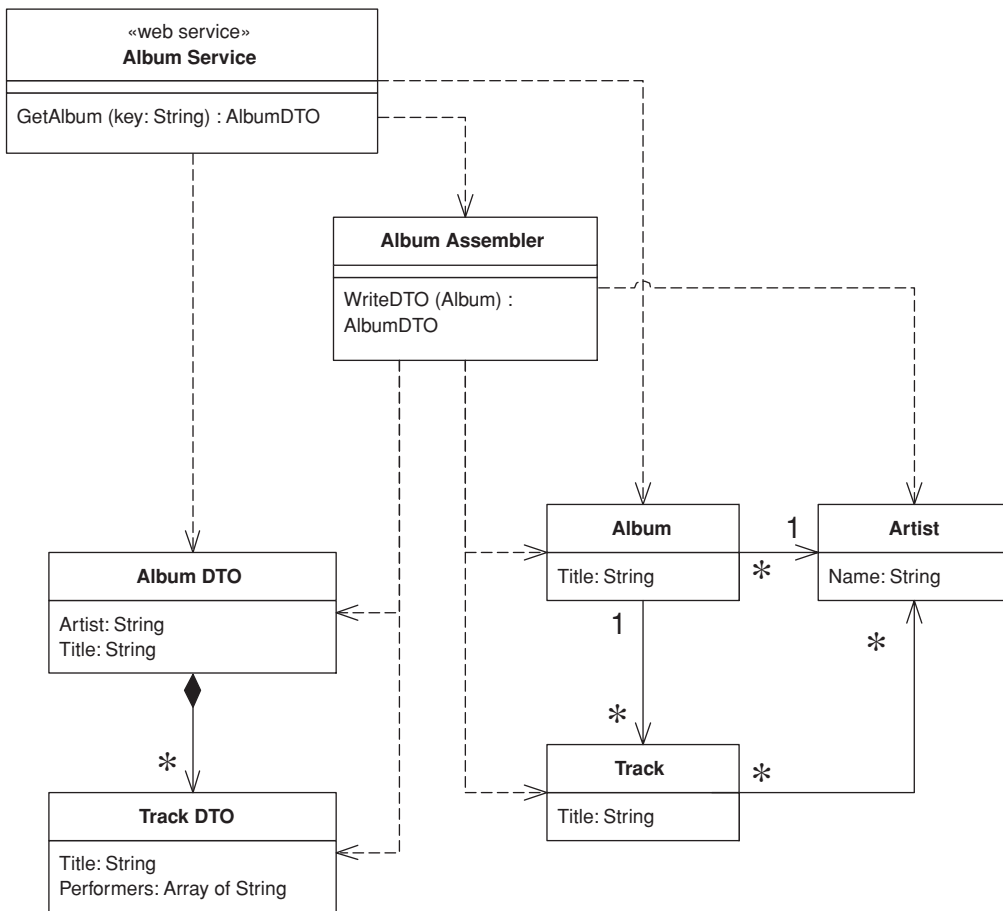 «web service»
Album Service
GetAlbum (key: String) : AlbumDTO
Album Assembler
WriteDTO (Album) :
AlbumDTO
Album
Title: String
1
*
Artist
Name: String
1
*
*
*
Album DTO
Artist: String
Title: String
*
Track
Title: String
Track DTO
Title: String
Performers: Array of String